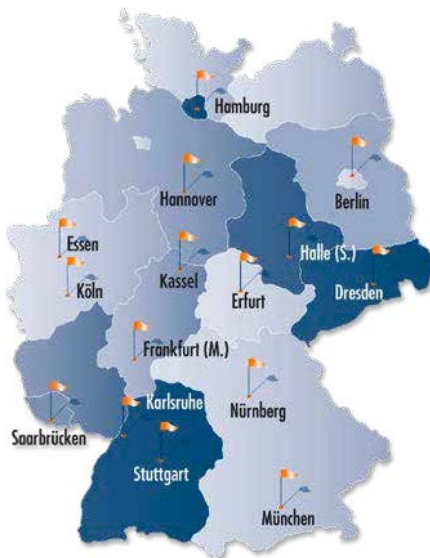 Hamburg
Hannover
Berlin
Essen
Halle (S.)
Köln
Kassel
Erfurt
Dresden
Frankfurt (M.)
Karlsruhe
Nürnberg
Saarbrücken
Stuttgart
München